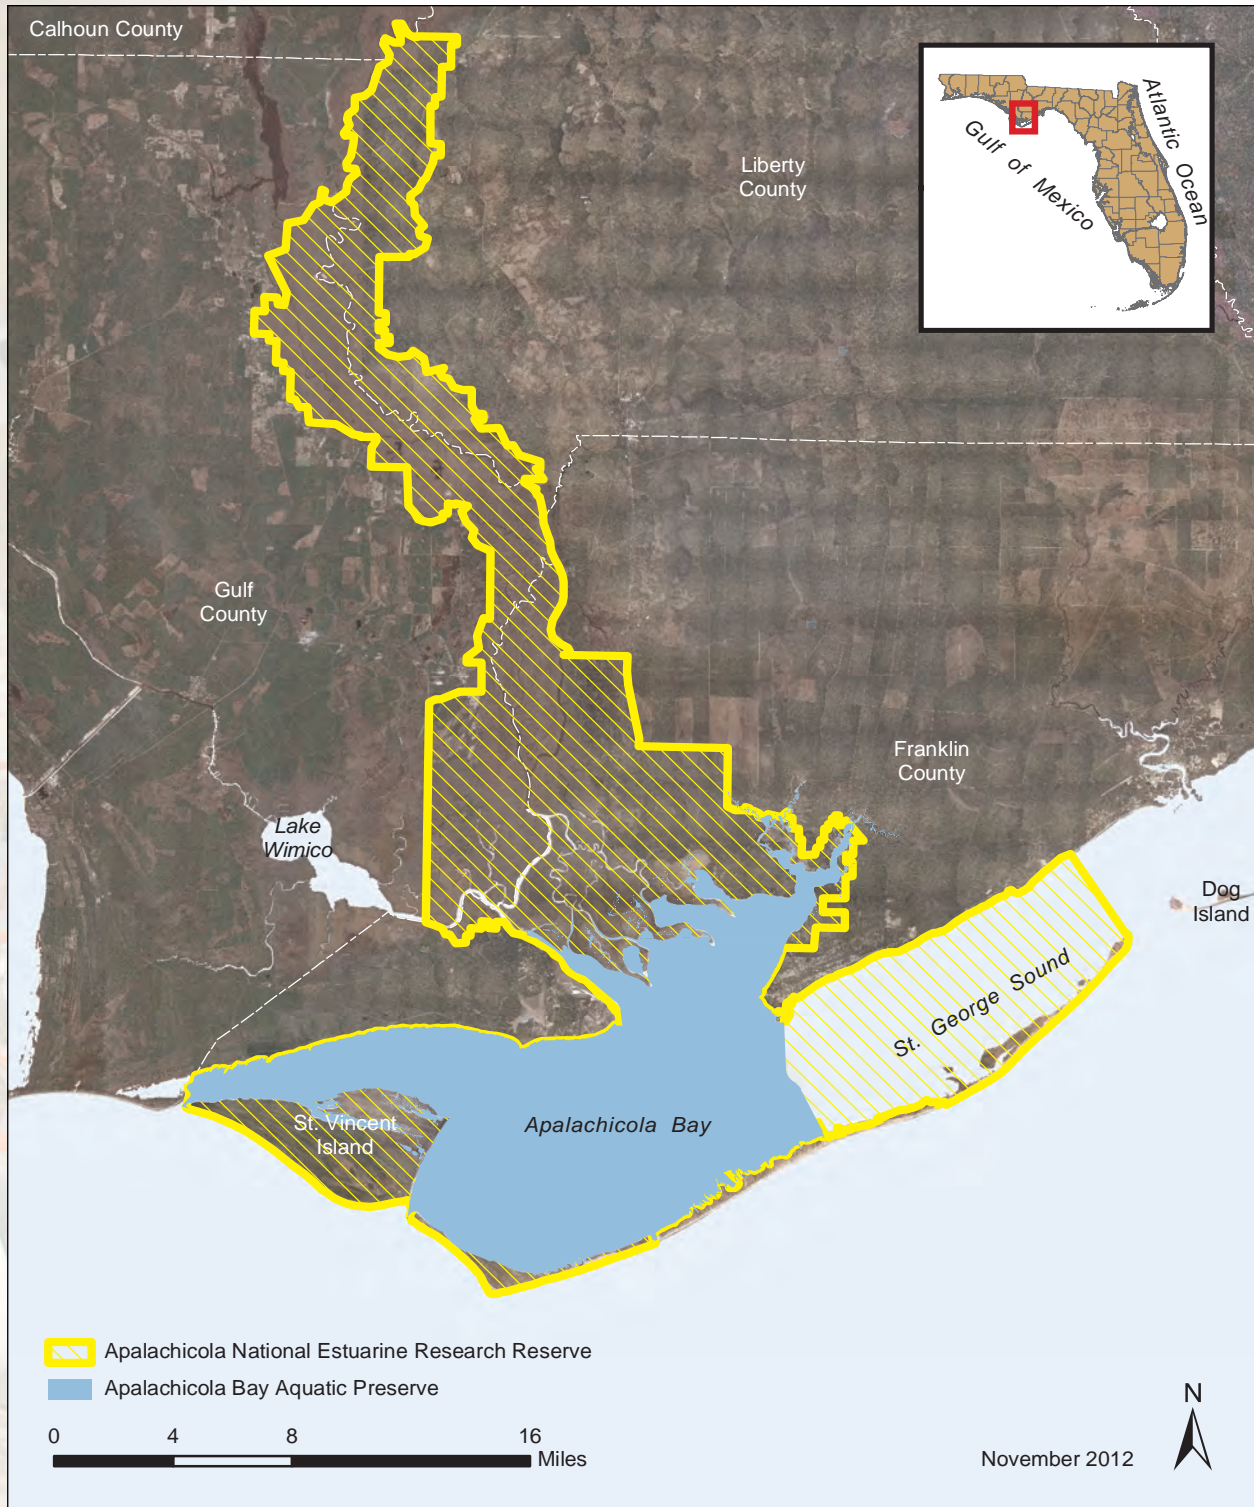 Calhoun County
Atlantic Ocean
Gulf of Mexico
Liberty
County
Gulf
County
Franklin
County
Lake
Wimico
Dog
Island
St. George Sound
St. Vincent
Island
Apalachicola Bay
Apalachicola National Estuarine Research Reserve
Apalachicola Bay Aquatic Preserve
N
0 4 8 16
Miles
November 2012